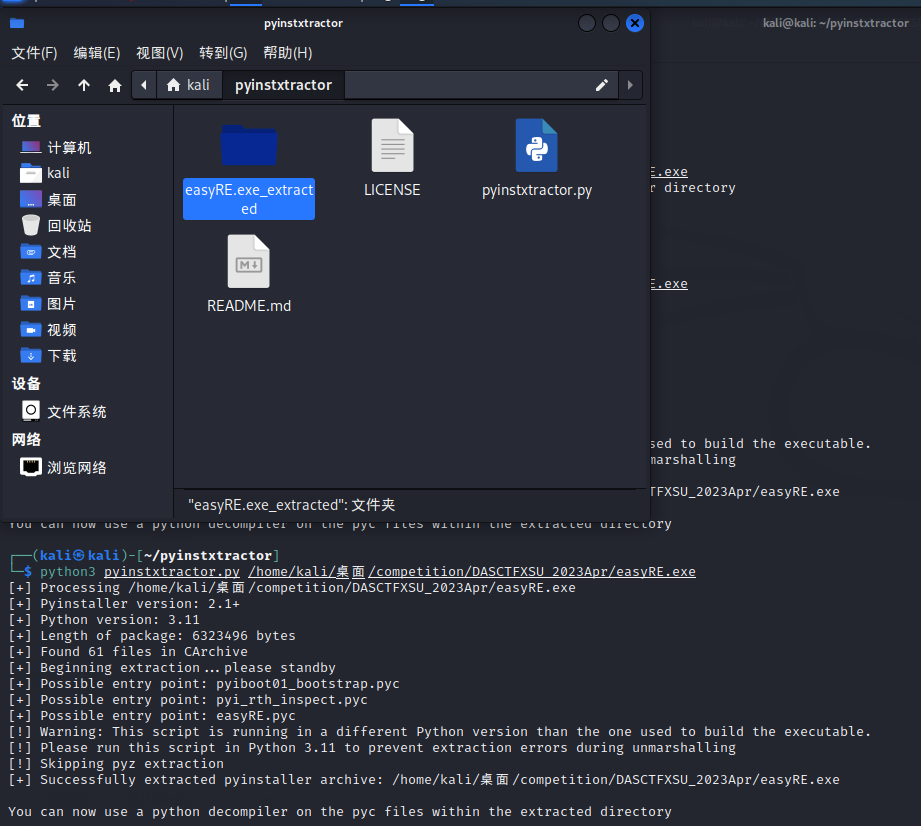 pyinstxtractor
kali@kali: ~/pyinstxtractor
文件(F) 编辑(E) 视图(V) 转到(G) 帮助(H)
kali pyinstxtractor
位置
计算机
kali
桌面
回收站
文档
音乐
图片
视频
下载
设备
文件系统
网络
浏览网络
easyRE.exe_extract
ed
LICENSE
pyinstxtractor.py
README.md
"easyRE.exe_extracted": 文件夹
E.exe
r directory
E.exe
sed to build the executable.
marshalling
TFXSU_2023Apr/easyRE.exe
You can now use a python decompiler on the pyc files within the extracted directory
┌──(kali㉿kali)-[~/pyinstxtractor]
└─$ python3 pyinstxtractor.py /home/kali/桌面/competition/DASCTFXSU_2023Apr/easyRE.exe
[+] Processing /home/kali/桌面/competition/DASCTFXSU_2023Apr/easyRE.exe
[+] Pyinstaller version: 2.1+
[+] Python version: 3.11
[+] Length of package: 6323496 bytes
[+] Found 61 files in CArchive
[+] Beginning extraction...please standby
[+] Possible entry point: pyiboot01_bootstrap.pyc
[+] Possible entry point: pyi_rth_inspect.pyc
[+] Possible entry point: easyRE.pyc
[!] Warning: This script is running in a different Python version than the one used to build the executable.
[!] Please run this script in Python 3.11 to prevent extraction errors during unmarshalling
[!] Skipping pyz extraction
[+] Successfully extracted pyinstaller archive: /home/kali/桌面/competition/DASCTFXSU_2023Apr/easyRE.exe
You can now use a python decompiler on the pyc files within the extracted directory